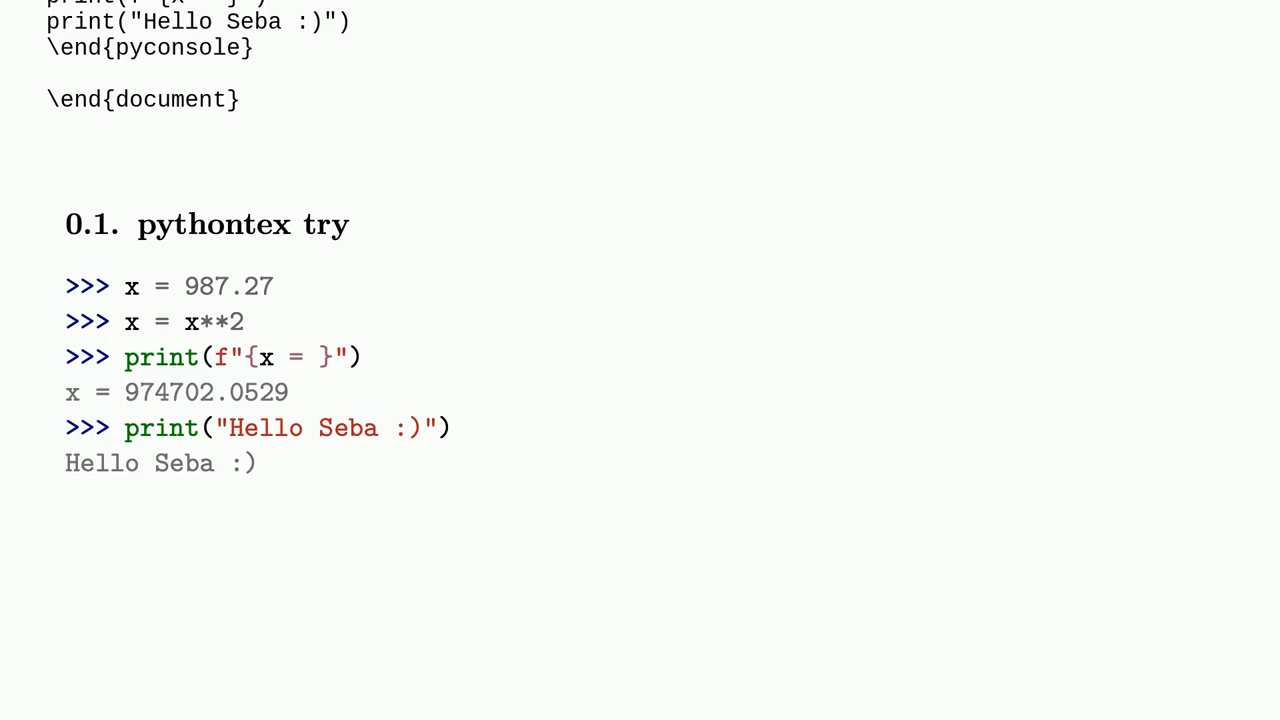 print(f"{x = }")
print("Hello Seba :)")
\end{pyconsole}
\end{document}
0.1. pythontex try
>>> x = 987.27
>>> x = x**2
>>> print(f"{x = }")
x = 974702.0529
>>> print("Hello Seba :)")
Hello Seba :)